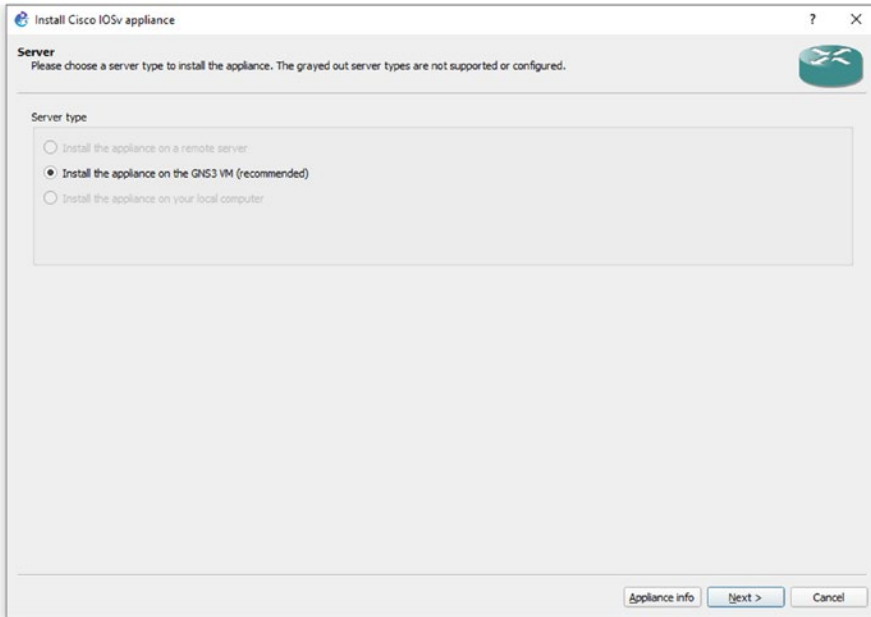 Install Cisco IOSv appliance
Server
Please choose a server type to install the appliance. The grayed out server types are not supported or configured.
Server type
Install the appliance on a remote server
Install the appliance on the GNS3 VM (recommended)
Install the appliance on your local computer
Appliance info
Next >
Cancel